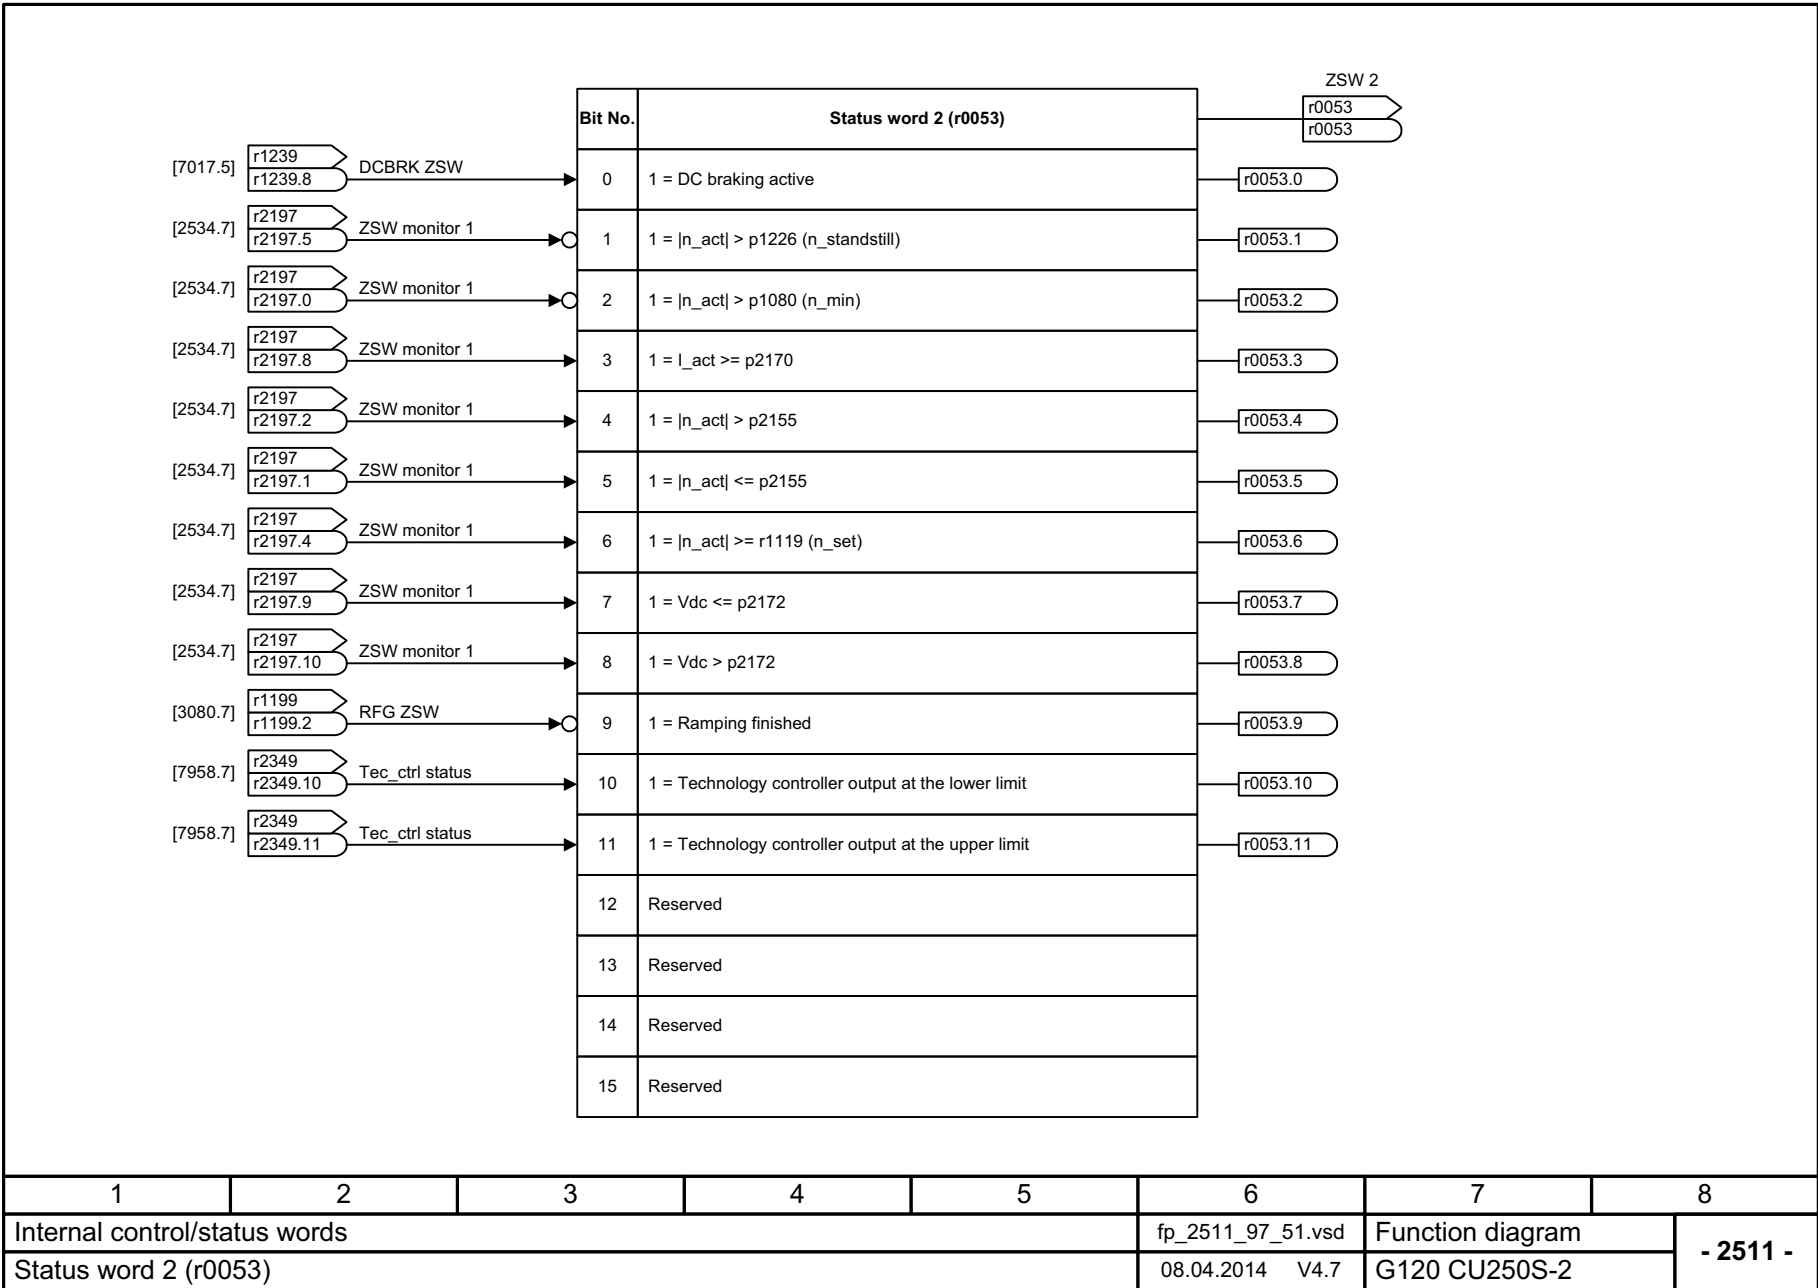 ZSW 2
Bit No. Status word 2 (r0053) r0053
r0053
[7017.5] r1239 DCBRK ZSW
r1239.8 0 1 = DC braking active r0053.0
[2534.7] r2197 ZSW monitor 1
r2197.5 1 1 = |n_act| > p1226 (n_standstill) r0053.1
[2534.7] r2197 ZSW monitor 1
r2197.0 2 1 = |n_act| > p1080 (n_min) r0053.2
[2534.7] r2197 ZSW monitor 1
r2197.8 3 1 = I_act >= p2170 r0053.3
[2534.7] r2197 ZSW monitor 1
r2197.2 4 1 = |n_act| > p2155 r0053.4
[2534.7] r2197 ZSW monitor 1
r2197.1 5 1 = |n_act| <= p2155 r0053.5
[2534.7] r2197 ZSW monitor 1
r2197.4 6 1 = |n_act| >= r1119 (n_set) r0053.6
[2534.7] r2197 ZSW monitor 1
r2197.9 7 1 = Vdc <= p2172 r0053.7
[2534.7] r2197 ZSW monitor 1
r2197.10 8 1 = Vdc > p2172 r0053.8
[3080.7] r1199 RFG ZSW
r1199.2 9 1 = Ramping finished r0053.9
[7958.7] r2349 Tec_ctrl status
r2349.10 10 1 = Technology controller output at the lower limit r0053.10
[7958.7] r2349 Tec_ctrl status
r2349.11 11 1 = Technology controller output at the upper limit r0053.11
12 Reserved
13 Reserved
14 Reserved
15 Reserved
1 2 3 4 5 6 7 8
Internal control/status words fp_2511_97_51.vsd Function diagram - 2511 -
Status word 2 (r0053) 08.04.2014 V4.7 G120 CU250S-2